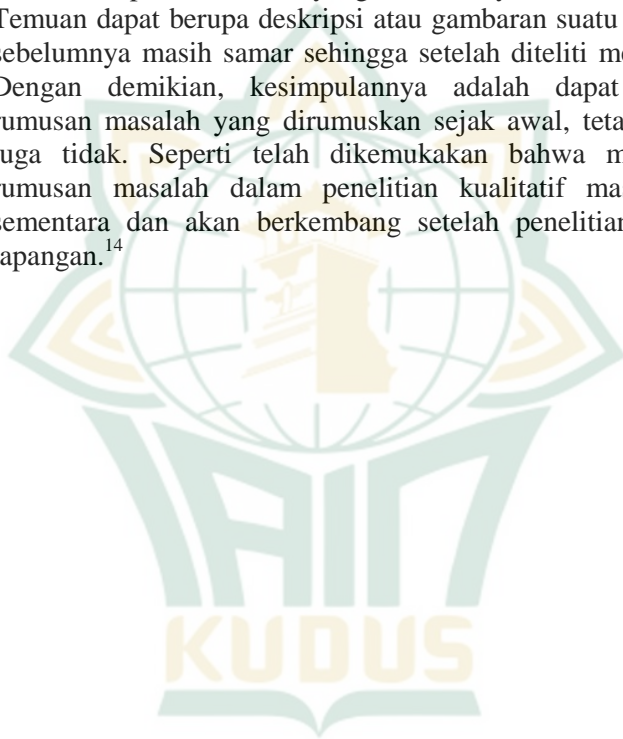 Temuan dapat berupa deskripsi atau gambaran suatu
sebelumnya masih samar sehingga setelah diteliti
Dengan demikian, kesimpulannya adalah dapat
rumusan masalah yang dirumuskan sejak awal,
juga tidak. Seperti telah dikemukakan bahwa
rumusan masalah dalam penelitian kualitatif
sementara dan akan berkembang setelah penelitian
lapangan.14
IAIN
KUDUS